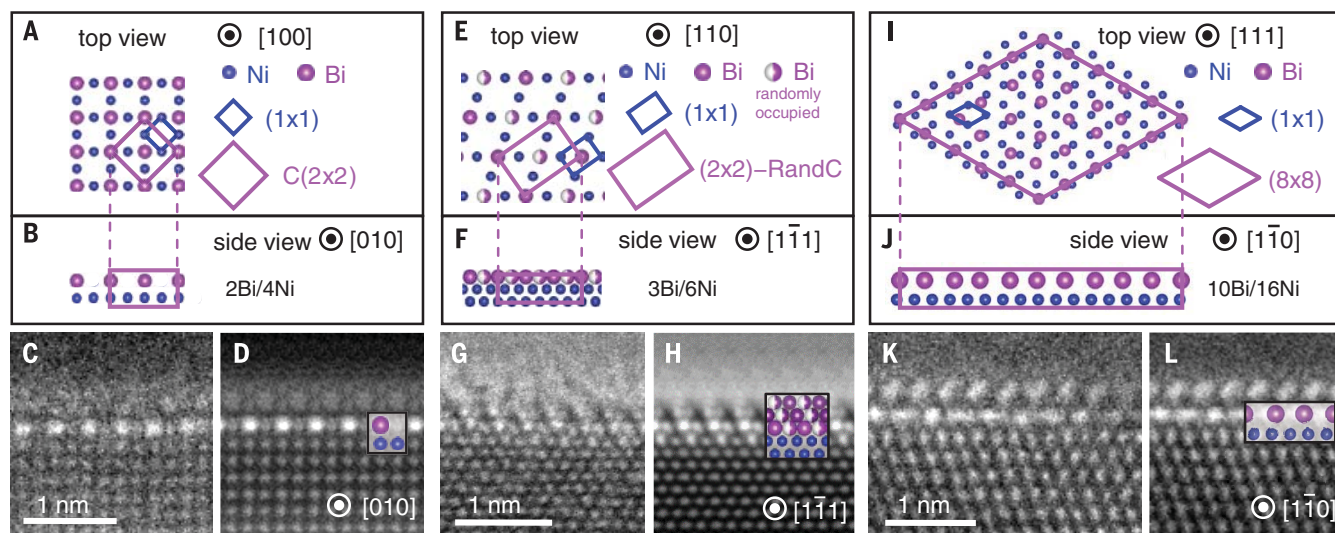 A
top view
[100]
Ni
Bi
(1x1)
C(2x2)
B
side view
[010]
2Bi/4Ni
C
1 nm
D
[010]
E
top view
[110]
Ni
Bi
Bi
randomly
occupied
(1x1)
(2x2)–RandC
F
side view
[11̄1]
3Bi/6Ni
G
1 nm
H
[11̄1]
I
top view
[111]
Ni
Bi
(1x1)
(8x8)
J
side view
[11̄0]
10Bi/16Ni
K
1 nm
L
[11̄0]